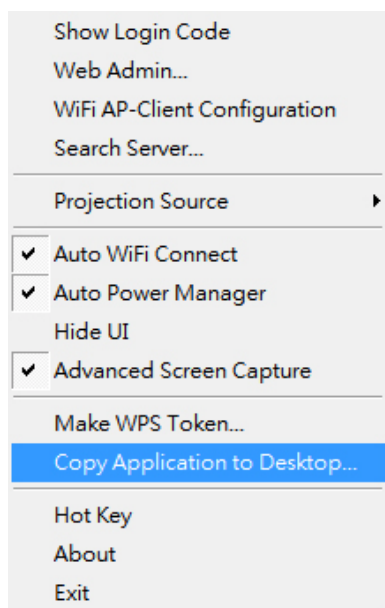 Show Login Code
Web Admin...
WiFi AP-Client Configuration
Search Server...
Projection Source
Auto WiFi Connect
Auto Power Manager
Hide UI
Advanced Screen Capture
Make WPS Token...
Copy Application to Desktop...
Hot Key
About
Exit